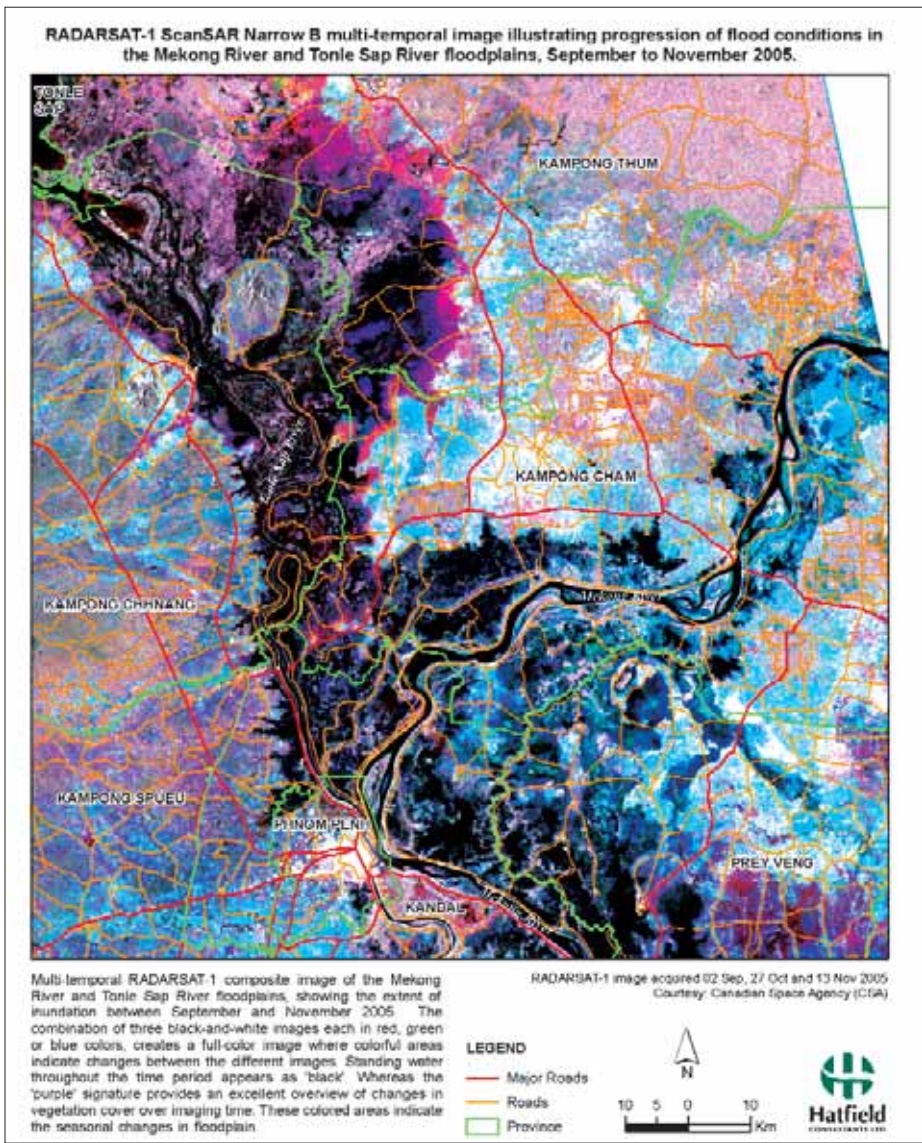 RADARSAT-1 ScanSAR Narrow B multi-temporal image illustrating progression of flood conditions in
the Mekong River and Tonle Sap River floodplains, September to November 2005.
TONLE
SAP
KAMPONG THUM
Tonle Sap River
KAMPONG CHAM
KAMPONG CHHNANG
Mekong River
KAMPONG SPUEU
PHNOM PENH
PREY VENG
KANDAL
Multi-temporal RADARSAT-1 composite image of the Mekong
River and Tonle Sap River floodplains, showing the extent of
inundation between September and November 2005. The
combination of three black-and-white images each in red, green
or blue colors, creates a full-color image where colorful areas
indicate changes between the different images. Standing water
throughout the time period appears as 'black'. Whereas the
'purple' signature provides an excellent overview of changes in
vegetation cover over imaging time. These colored areas indicate
the seasonal changes in floodplain.
RADARSAT-1 image acquired 02 Sep, 27 Oct and 13 Nov 2005
Courtesy: Canadian Space Agency (CSA)
LEGEND
Major Roads
Roads
Province
N
10 5 0 10
Km
Hatfield
CONSULTANTS LTD